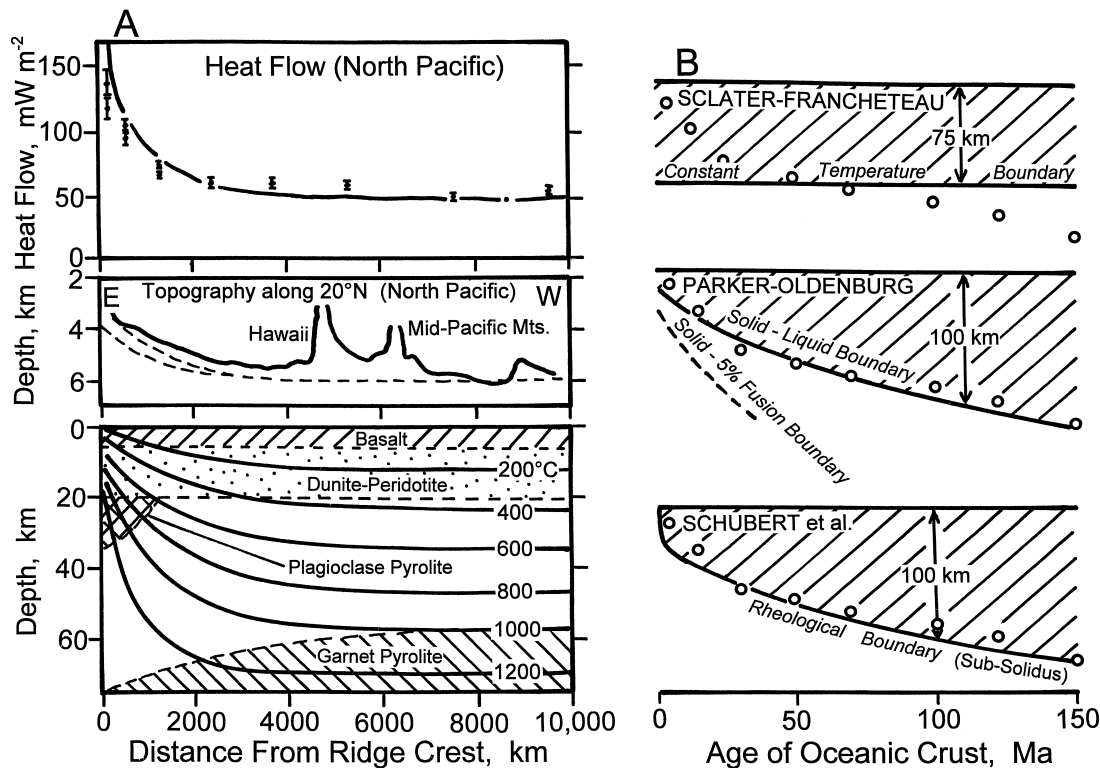 A
Heat Flow (North Pacific)
Heat Flow, mW m-2
150
100
50
0
E
Topography along 20°N (North Pacific)
W
Hawaii
Mid-Pacific Mts.
Depth, km
2
4
6
Basalt
200°C
Dunite-Peridotite
400
600
Plagioclase Pyrolite
800
1000
Garnet Pyrolite
1200
Depth, km
0
20
40
60
0
2000
4000
6000
8000
10,000
Distance From Ridge Crest, km
B
SCLATER-FRANCHETEAU
75 km
Constant Temperature Boundary
PARKER-OLDENBURG
100 km
Solid - Liquid Boundary
Solid - 5% Fusion Boundary
SCHUBERT et al.
100 km
Rheological Boundary (Sub-Solidus)
0
50
100
150
Age of Oceanic Crust, Ma